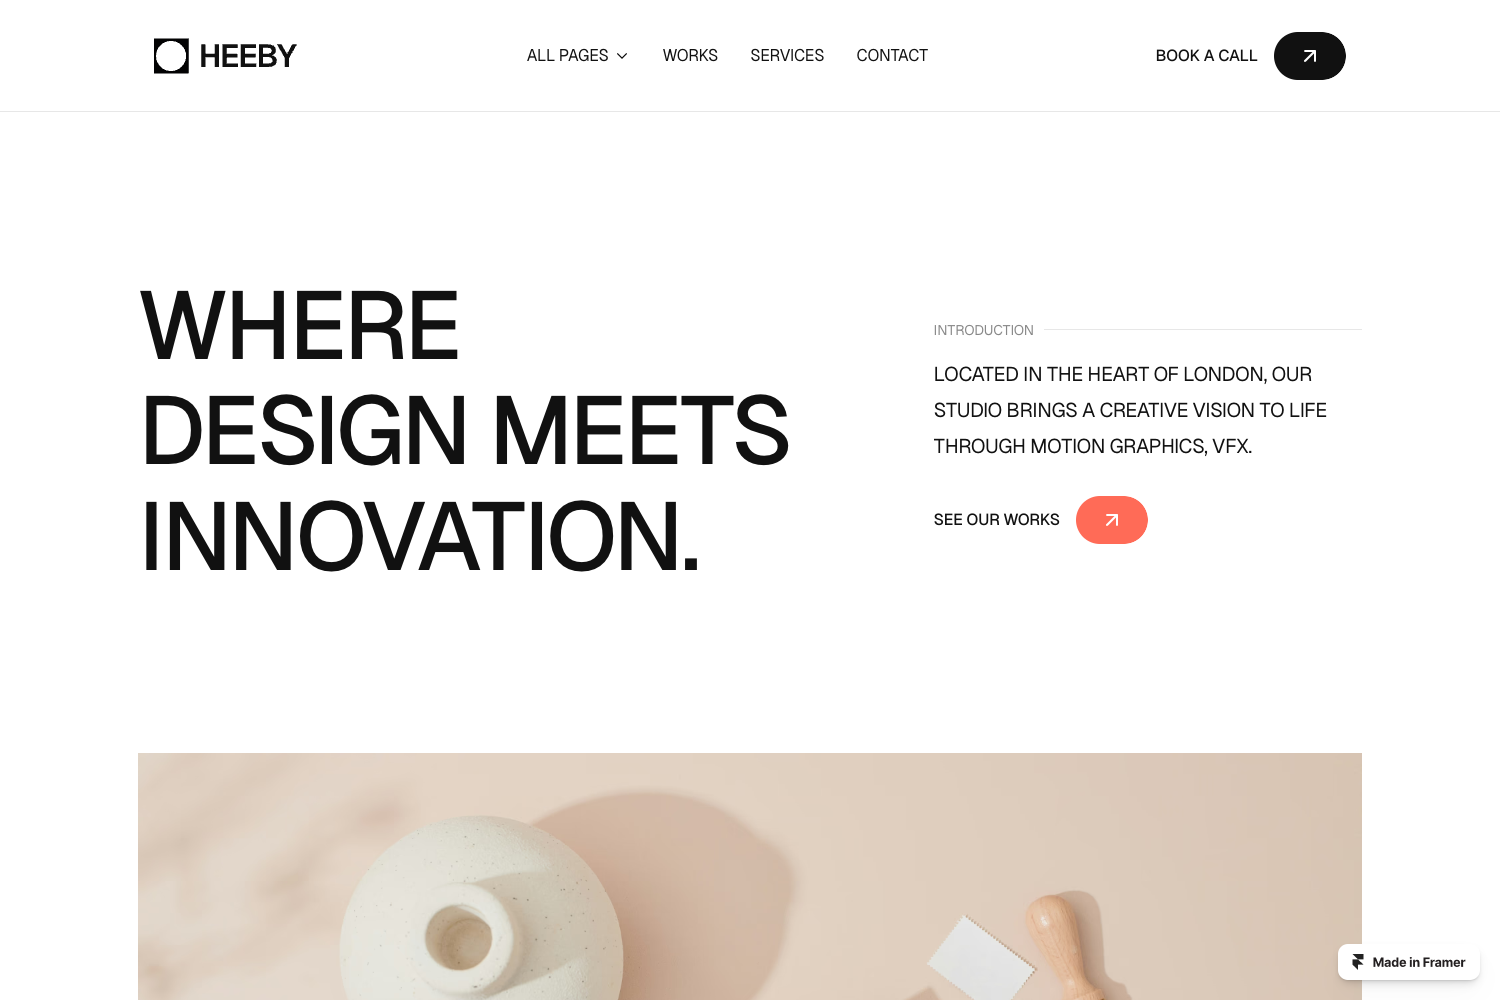 HEEBY
ALL PAGES
WORKS
SERVICES
CONTACT
BOOK A CALL
WHERE
DESIGN MEETS
INNOVATION.
INTRODUCTION
LOCATED IN THE HEART OF LONDON, OUR
STUDIO BRINGS A CREATIVE VISION TO LIFE
THROUGH MOTION GRAPHICS, VFX.
SEE OUR WORKS
Made in Framer